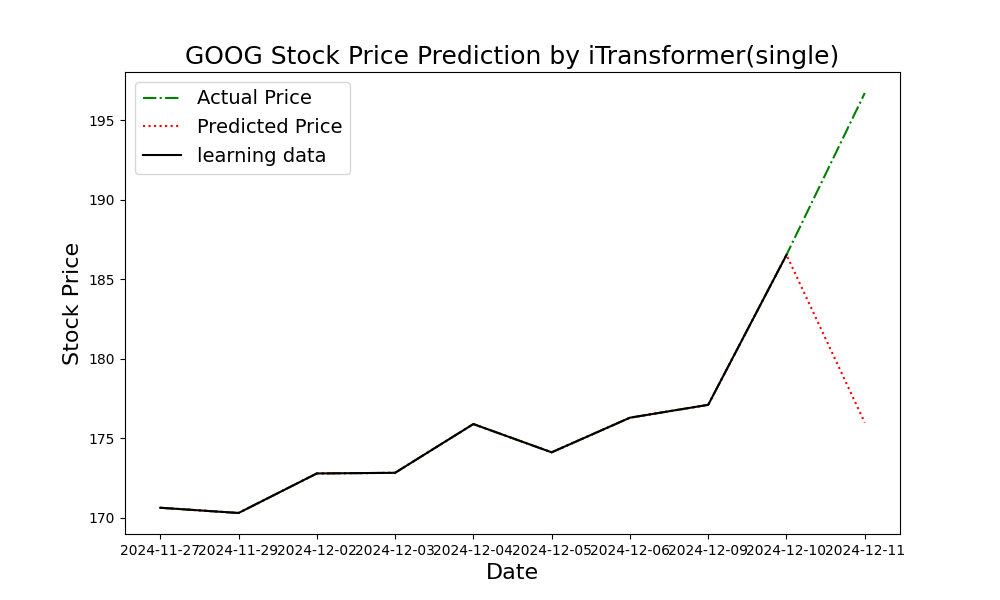 GOOG Stock Price Prediction by iTransformer(single)
Actual Price
Predicted Price
learning data
195
190
185
180
175
170
Stock Price
2024-11-27 2024-11-29 2024-12-02 2024-12-03 2024-12-04 2024-12-05 2024-12-06 2024-12-09 2024-12-10 2024-12-11
Date